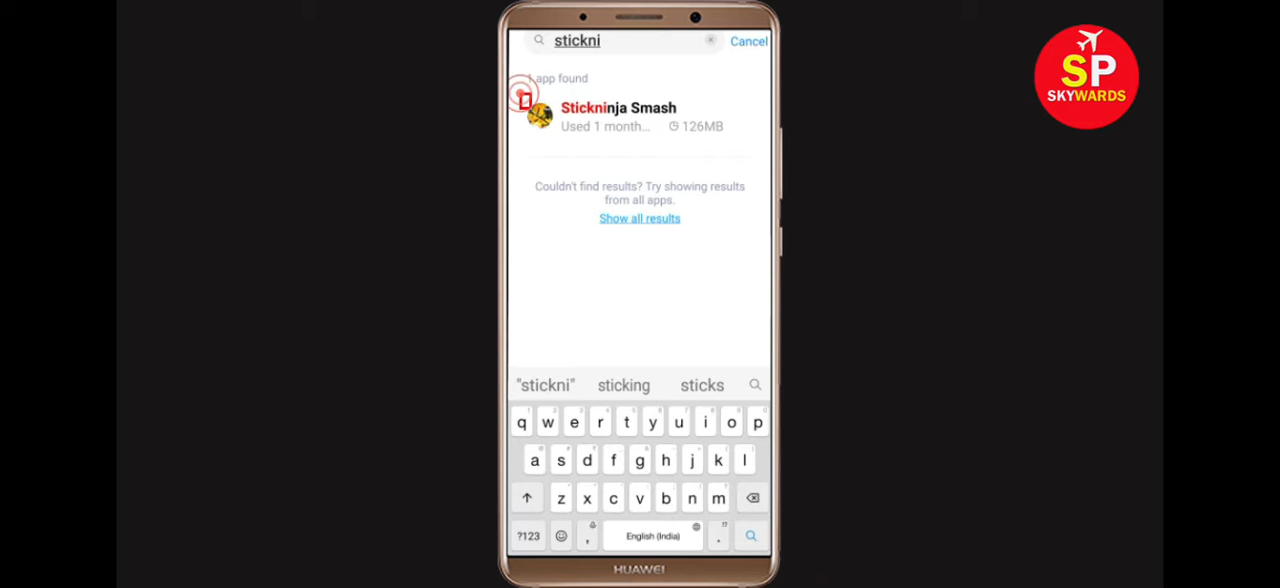 stickni
Cancel
1 app found
Stickninja Smash
Used 1 month... 126MB
Couldn't find results? Try showing results
from all apps.
Show all results
"stickni" sticking sticks
q w e r t y u i o p
a s d f g h j k l
z x c v b n m
?123 , English (India) .
HUAWEI
SP
SKYWARDS